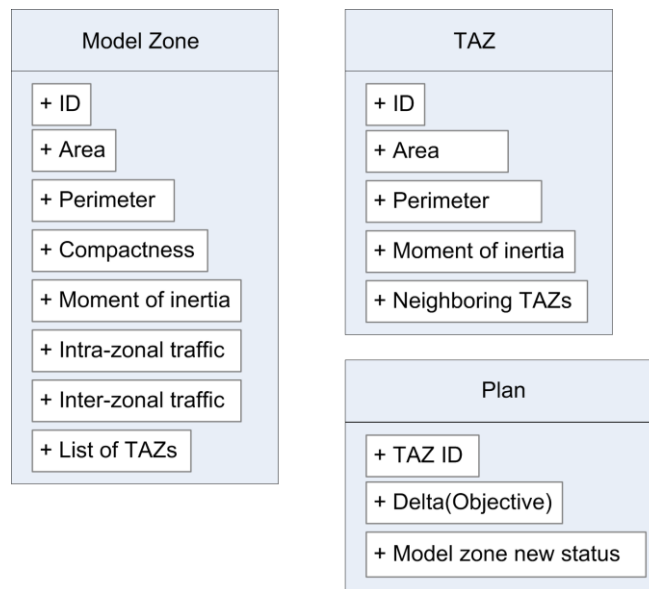 Model Zone
+ ID
+ Area
+ Perimeter
+ Compactness
+ Moment of inertia
+ Intra-zonal traffic
+ Inter-zonal traffic
+ List of TAZs
TAZ
+ ID
+ Area
+ Perimeter
+ Moment of inertia
+ Neighboring TAZs
Plan
+ TAZ ID
+ Delta(Objective)
+ Model zone new status